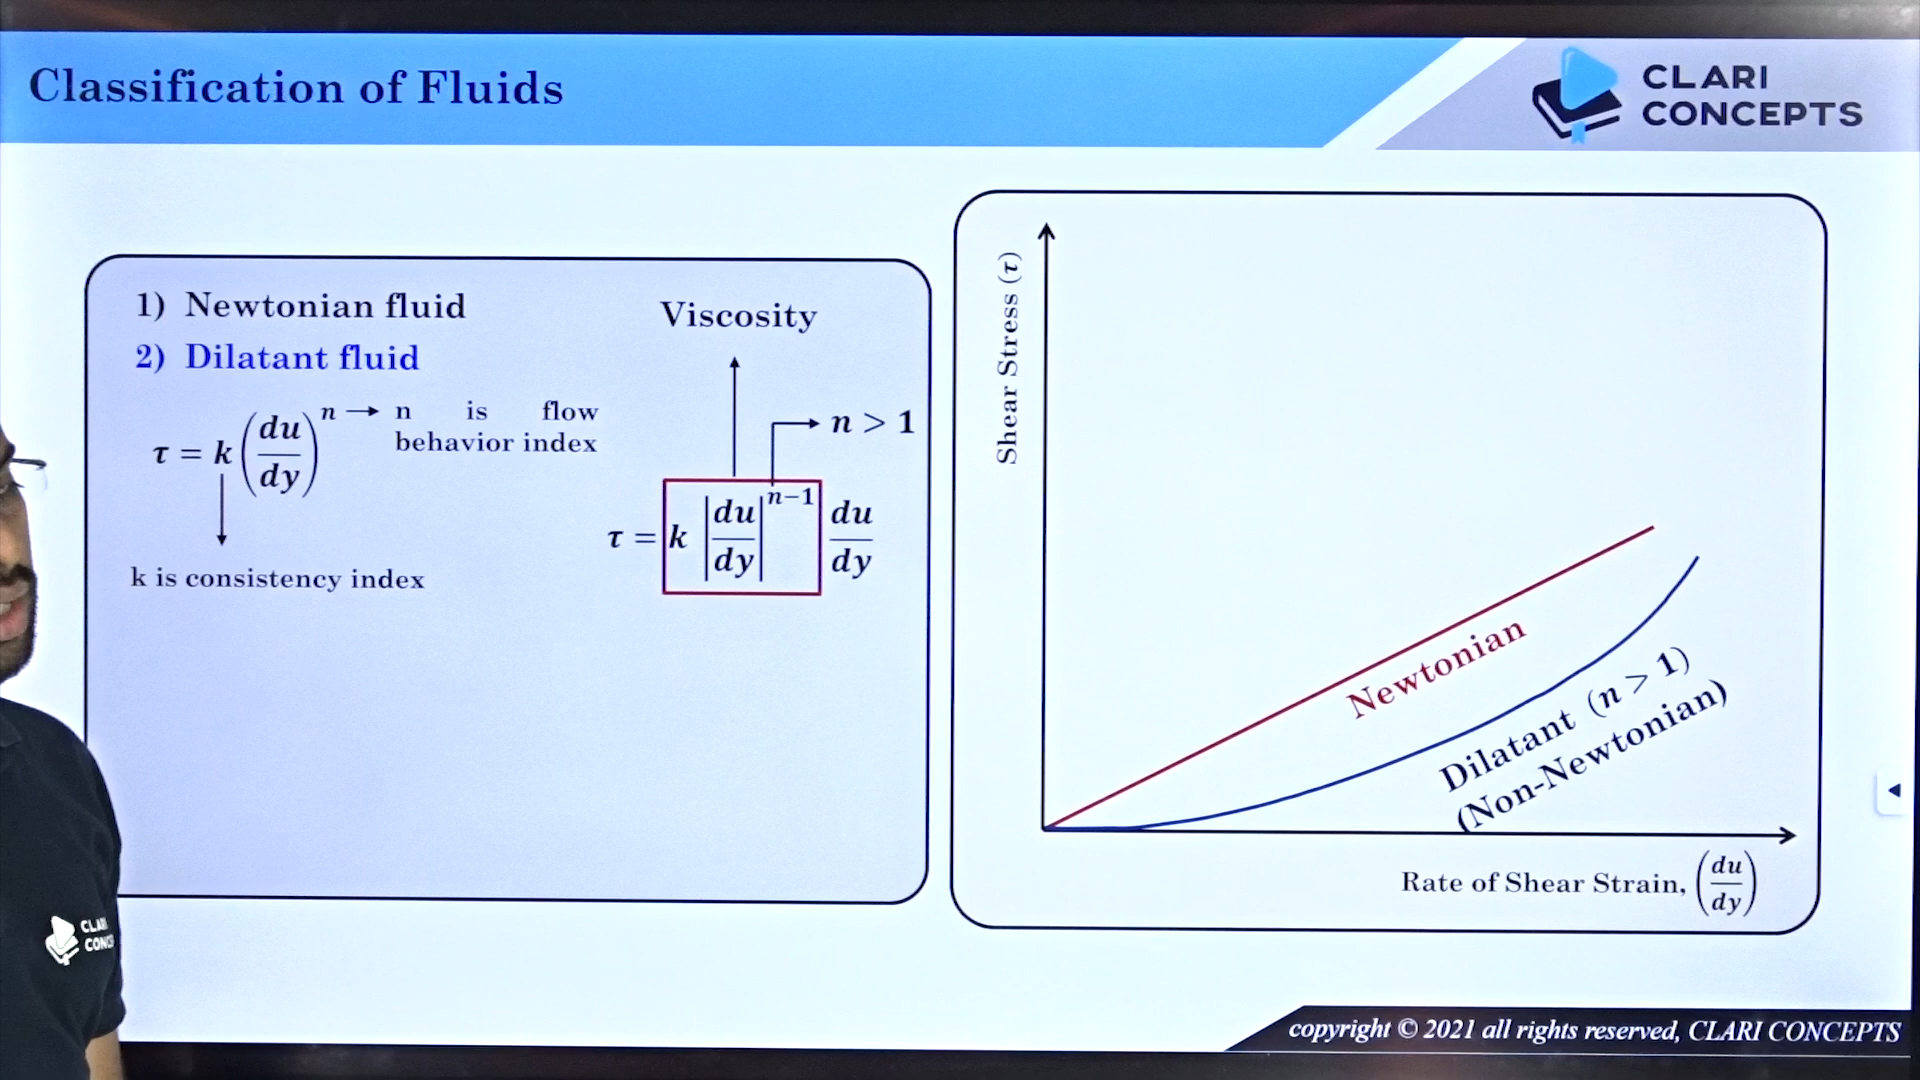 Classification of Fluids
CLARI
CONCEPTS
1) Newtonian fluid
2) Dilatant fluid
τ = k (du/dy)^n → n is flow
behavior index
k is consistency index
Viscosity
n > 1
τ = k |du/dy|^n−1 du/dy
Shear Stress (τ)
Newtonian
Dilatant (n > 1)
(Non-Newtonian)
Rate of Shear Strain, (du/dy)
CLARI
copyright © 2021 all rights reserved, CLARI CONCEPTS